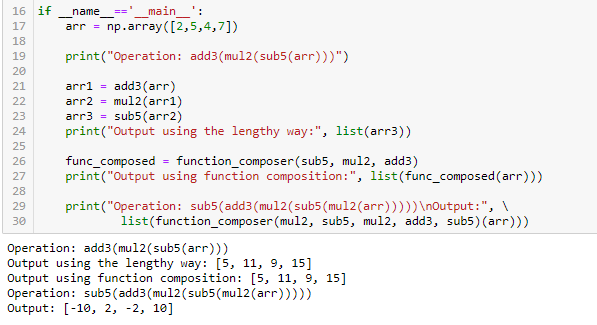 16 if __name__=='__main__':
17     arr = np.array([2,5,4,7])
18
19     print("Operation: add3(mul2(sub5(arr)))")
20
21     arr1 = add3(arr)
22     arr2 = mul2(arr1)
23     arr3 = sub5(arr2)
24     print("Output using the lengthy way:", list(arr3))
25
26     func_composed = function_composer(sub5, mul2, add3)
27     print("Output using function composition:", list(func_composed(arr)))
28
29     print("Operation: sub5(add3(mul2(sub5(mul2(arr)))))\nOutput:", \
30           list(function_composer(mul2, sub5, mul2, add3, sub5)(arr)))
Operation: add3(mul2(sub5(arr)))
Output using the lengthy way: [5, 11, 9, 15]
Output using function composition: [5, 11, 9, 15]
Operation: sub5(add3(mul2(sub5(mul2(arr)))))
Output: [-10, 2, -2, 10]